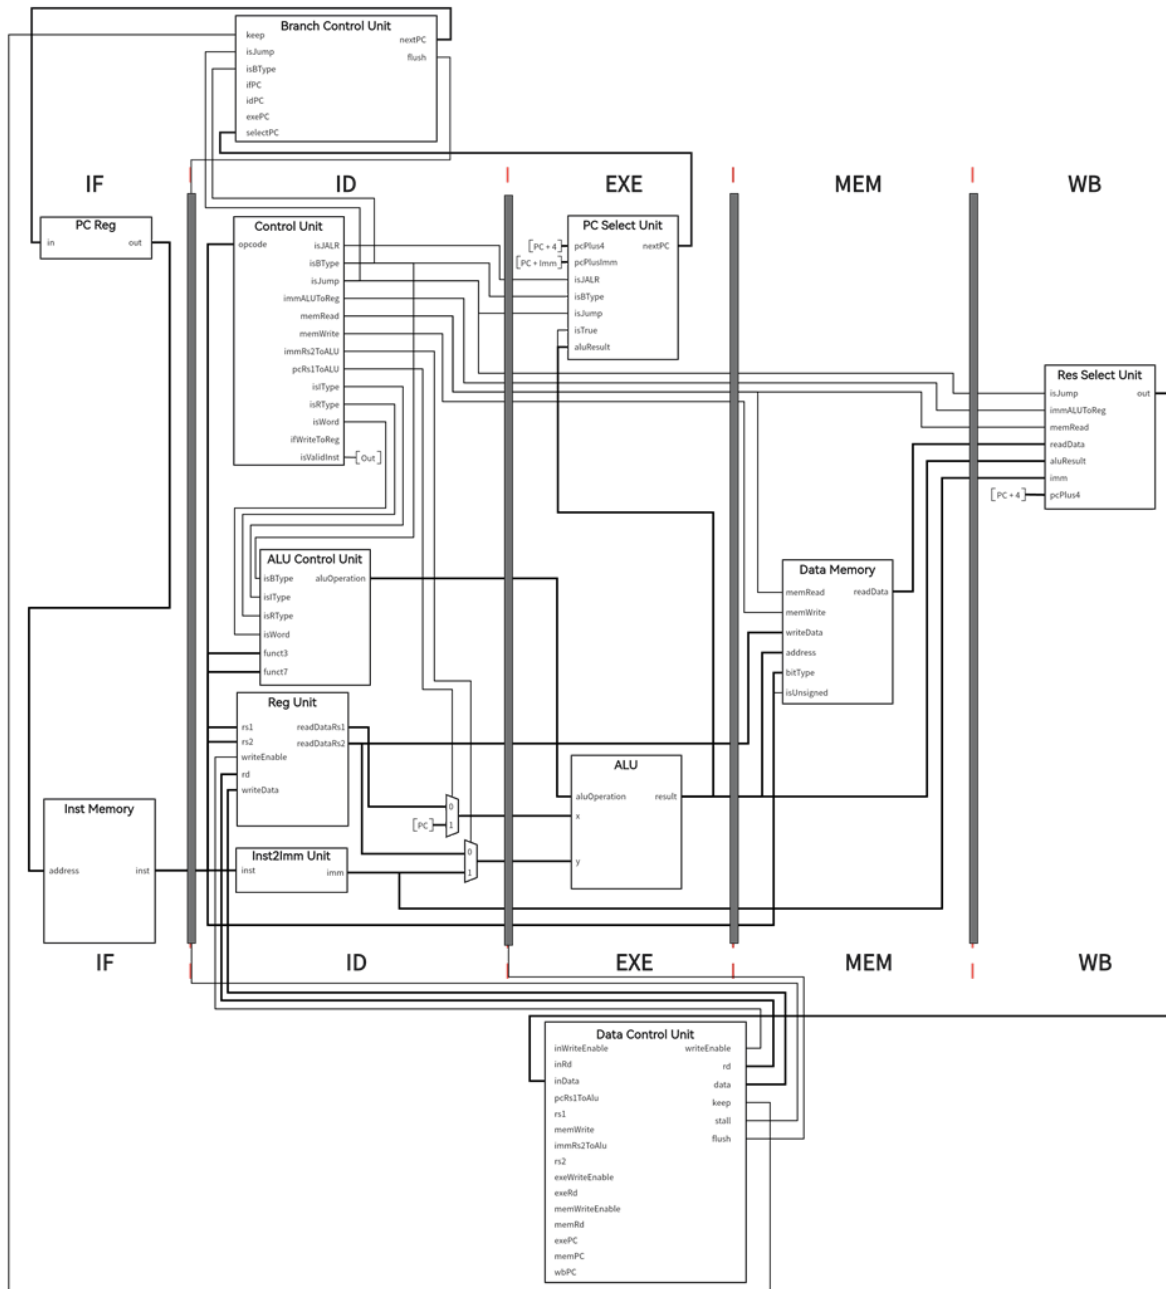 Branch Control Unit
keep
isJump
isBType
ifPC
idPC
exePC
selectPC
nextPC
flush
IF
ID
EXE
MEM
WB
PC Reg
in
out
Control Unit
opcode
isJALR
isBType
isJump
immALUToReg
memRead
memWrite
immRs2ToALU
pcRs1ToALU
isIType
isRType
isWord
ifWriteToReg
isValidInst
Out
PC Select Unit
PC + 4
PC + Imm
pcPlus4
pcPlusImm
isJALR
isBType
isJump
isTrue
aluResult
nextPC
Res Select Unit
isJump
immALUToReg
memRead
readData
aluResult
imm
PC + 4
pcPlus4
out
ALU Control Unit
isBType
isIType
isRType
isWord
funct3
funct7
aluOperation
Data Memory
memRead
memWrite
writeData
address
bitType
isUnsigned
readData
Reg Unit
rs1
rs2
writeEnable
rd
writeData
readDataRs1
readDataRs2
0
1
PC
0
1
ALU
aluOperation
x
y
result
Inst Memory
address
inst
Inst2Imm Unit
inst
imm
IF
ID
EXE
MEM
WB
Data Control Unit
inWriteEnable
inRd
inData
pcRs1ToAlu
rs1
memWrite
immRs2ToAlu
rs2
exeWriteEnable
exeRd
memWriteEnable
memRd
exePC
memPC
wbPC
writeEnable
rd
data
keep
stall
flush